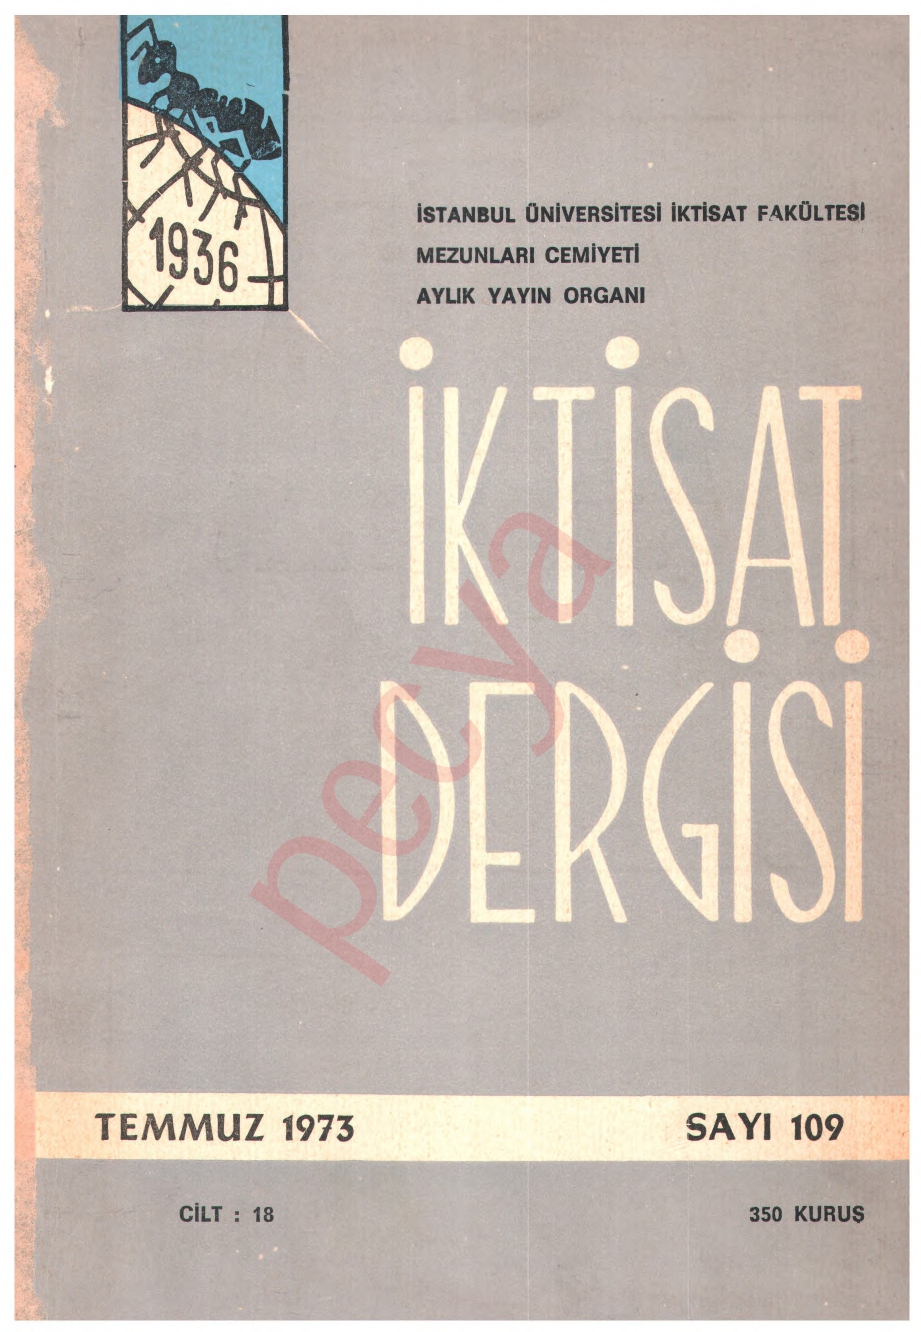 1936
İSTANBUL ÜNİVERSİTESİ İKTİSAT FAKÜLTESİ
MEZUNLARI CEMİYETİ
AYLIK YAYIN ORGANI
İKTİSAT
DERGİSİ
pecya
TEMMUZ 1973 SAYI 109
CİLT : 18 350 KURUŞ